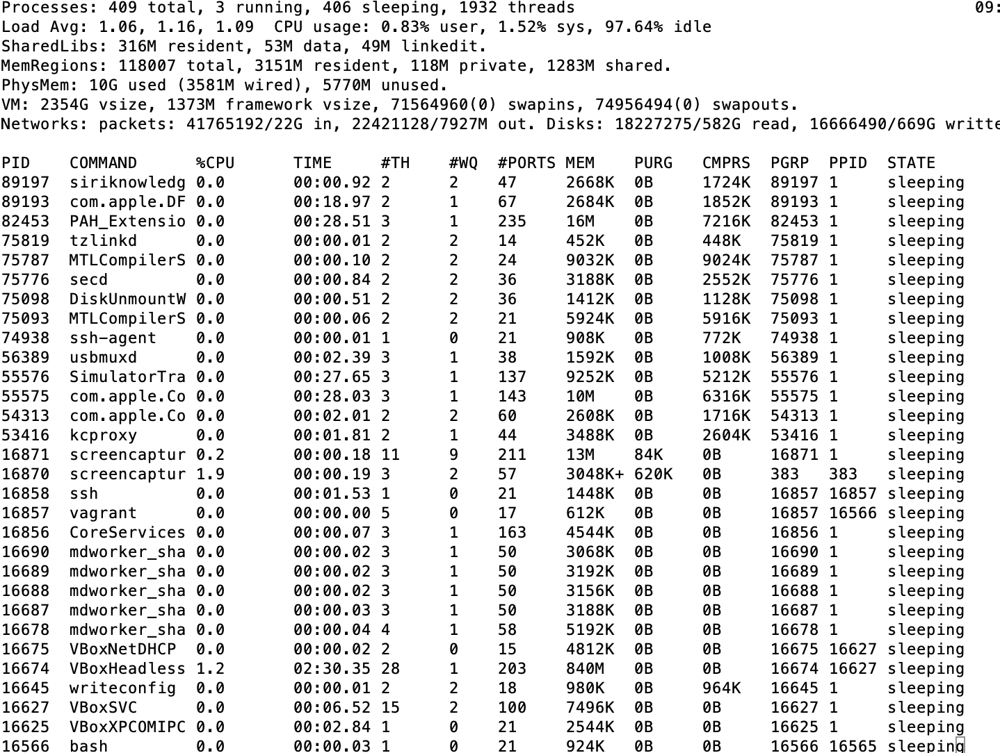 Processes: 409 total, 3 running, 406 sleeping, 1932 threads 09:
Load Avg: 1.06, 1.16, 1.09 CPU usage: 0.83% user, 1.52% sys, 97.64% idle
SharedLibs: 316M resident, 53M data, 49M linkedit.
MemRegions: 118007 total, 3151M resident, 118M private, 1283M shared.
PhysMem: 10G used (3581M wired), 5770M unused.
VM: 2354G vsize, 1373M framework vsize, 71564960(0) swapins, 74956494(0) swapouts.
Networks: packets: 41765192/22G in, 22421128/7927M out. Disks: 18227275/582G read, 16666490/669G writte
PID COMMAND %CPU TIME #TH #WQ #PORTS MEM PURG CMPRS PGRP PPID STATE
89197 siriknowledg 0.0 00:00.92 2 2 47 2668K 0B 1724K 89197 1 sleeping
89193 com.apple.DF 0.0 00:18.97 2 1 67 2684K 0B 1852K 89193 1 sleeping
82453 PAH_Extensio 0.0 00:28.51 3 1 235 16M 0B 7216K 82453 1 sleeping
75819 tzlinkd 0.0 00:00.01 2 2 14 452K 0B 448K 75819 1 sleeping
75787 MTLCompilerS 0.0 00:00.10 2 2 24 9032K 0B 9024K 75787 1 sleeping
75776 secd 0.0 00:00.84 2 2 36 3188K 0B 2552K 75776 1 sleeping
75098 DiskUnmountW 0.0 00:00.51 2 2 36 1412K 0B 1128K 75098 1 sleeping
75093 MTLCompilerS 0.0 00:00.06 2 2 21 5924K 0B 5916K 75093 1 sleeping
74938 ssh-agent 0.0 00:00.01 1 0 21 908K 0B 772K 74938 1 sleeping
56389 usbmuxd 0.0 00:02.39 3 1 38 1592K 0B 1008K 56389 1 sleeping
55576 SimulatorTra 0.0 00:27.65 3 1 137 9252K 0B 5212K 55576 1 sleeping
55575 com.apple.Co 0.0 00:28.03 3 1 143 10M 0B 6316K 55575 1 sleeping
54313 com.apple.Co 0.0 00:02.01 2 2 60 2608K 0B 1716K 54313 1 sleeping
53416 kcproxy 0.0 00:01.81 2 1 44 3488K 0B 2604K 53416 1 sleeping
16871 screencaptur 0.2 00:00.18 11 9 211 13M 84K 0B 16871 1 sleeping
16870 screencaptur 1.9 00:00.19 3 2 57 3048K+ 620K 0B 383 383 sleeping
16858 ssh 0.0 00:01.53 1 0 21 1448K 0B 0B 16857 16857 sleeping
16857 vagrant 0.0 00:00.00 5 0 17 612K 0B 0B 16857 16566 sleeping
16856 CoreServices 0.0 00:00.07 3 1 163 4544K 0B 0B 16856 1 sleeping
16690 mdworker_sha 0.0 00:00.02 3 1 50 3068K 0B 0B 16690 1 sleeping
16689 mdworker_sha 0.0 00:00.02 3 1 50 3192K 0B 0B 16689 1 sleeping
16688 mdworker_sha 0.0 00:00.02 3 1 50 3156K 0B 0B 16688 1 sleeping
16687 mdworker_sha 0.0 00:00.03 3 1 50 3188K 0B 0B 16687 1 sleeping
16678 mdworker_sha 0.0 00:00.04 4 1 58 5192K 0B 0B 16678 1 sleeping
16675 VBoxNetDHCP 0.0 00:00.02 2 0 15 4812K 0B 0B 16675 16627 sleeping
16674 VBoxHeadless 1.2 02:30.35 28 1 203 840M 0B 0B 16674 16627 sleeping
16645 writeconfig 0.0 00:00.01 2 2 18 980K 0B 964K 16645 1 sleeping
16627 VBoxSVC 0.0 00:06.52 15 2 100 7496K 0B 0B 16627 1 sleeping
16625 VBoxXPCOMIPC 0.0 00:02.84 1 0 21 2544K 0B 0B 16625 1 sleeping
16566 bash 0.0 00:00.03 1 0 21 924K 0B 0B 16566 16565 sleeping